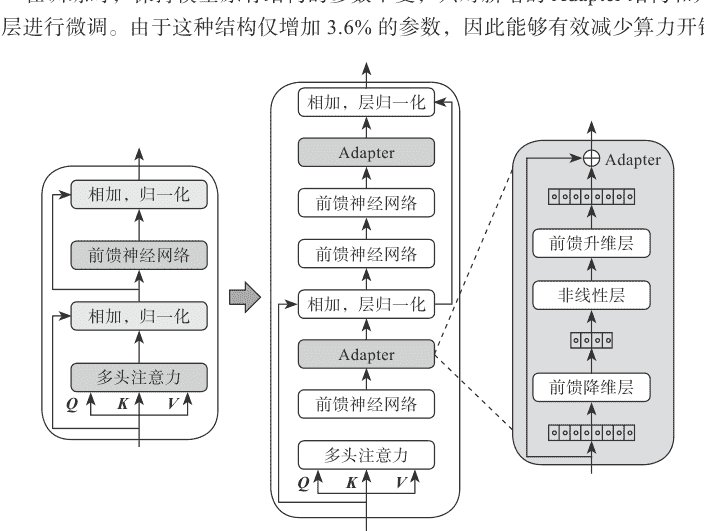 层进行微调。由于这种结构仅增加 3.6% 的参数，因此能够有效减少算力开销
相加，归一化
前馈神经网络
相加，归一化
多头注意力
Q K V
相加，层归一化
Adapter
前馈神经网络
前馈神经网络
相加，层归一化
Adapter
前馈神经网络
多头注意力
Q K V
Adapter
前馈升维层
非线性层
前馈降维层